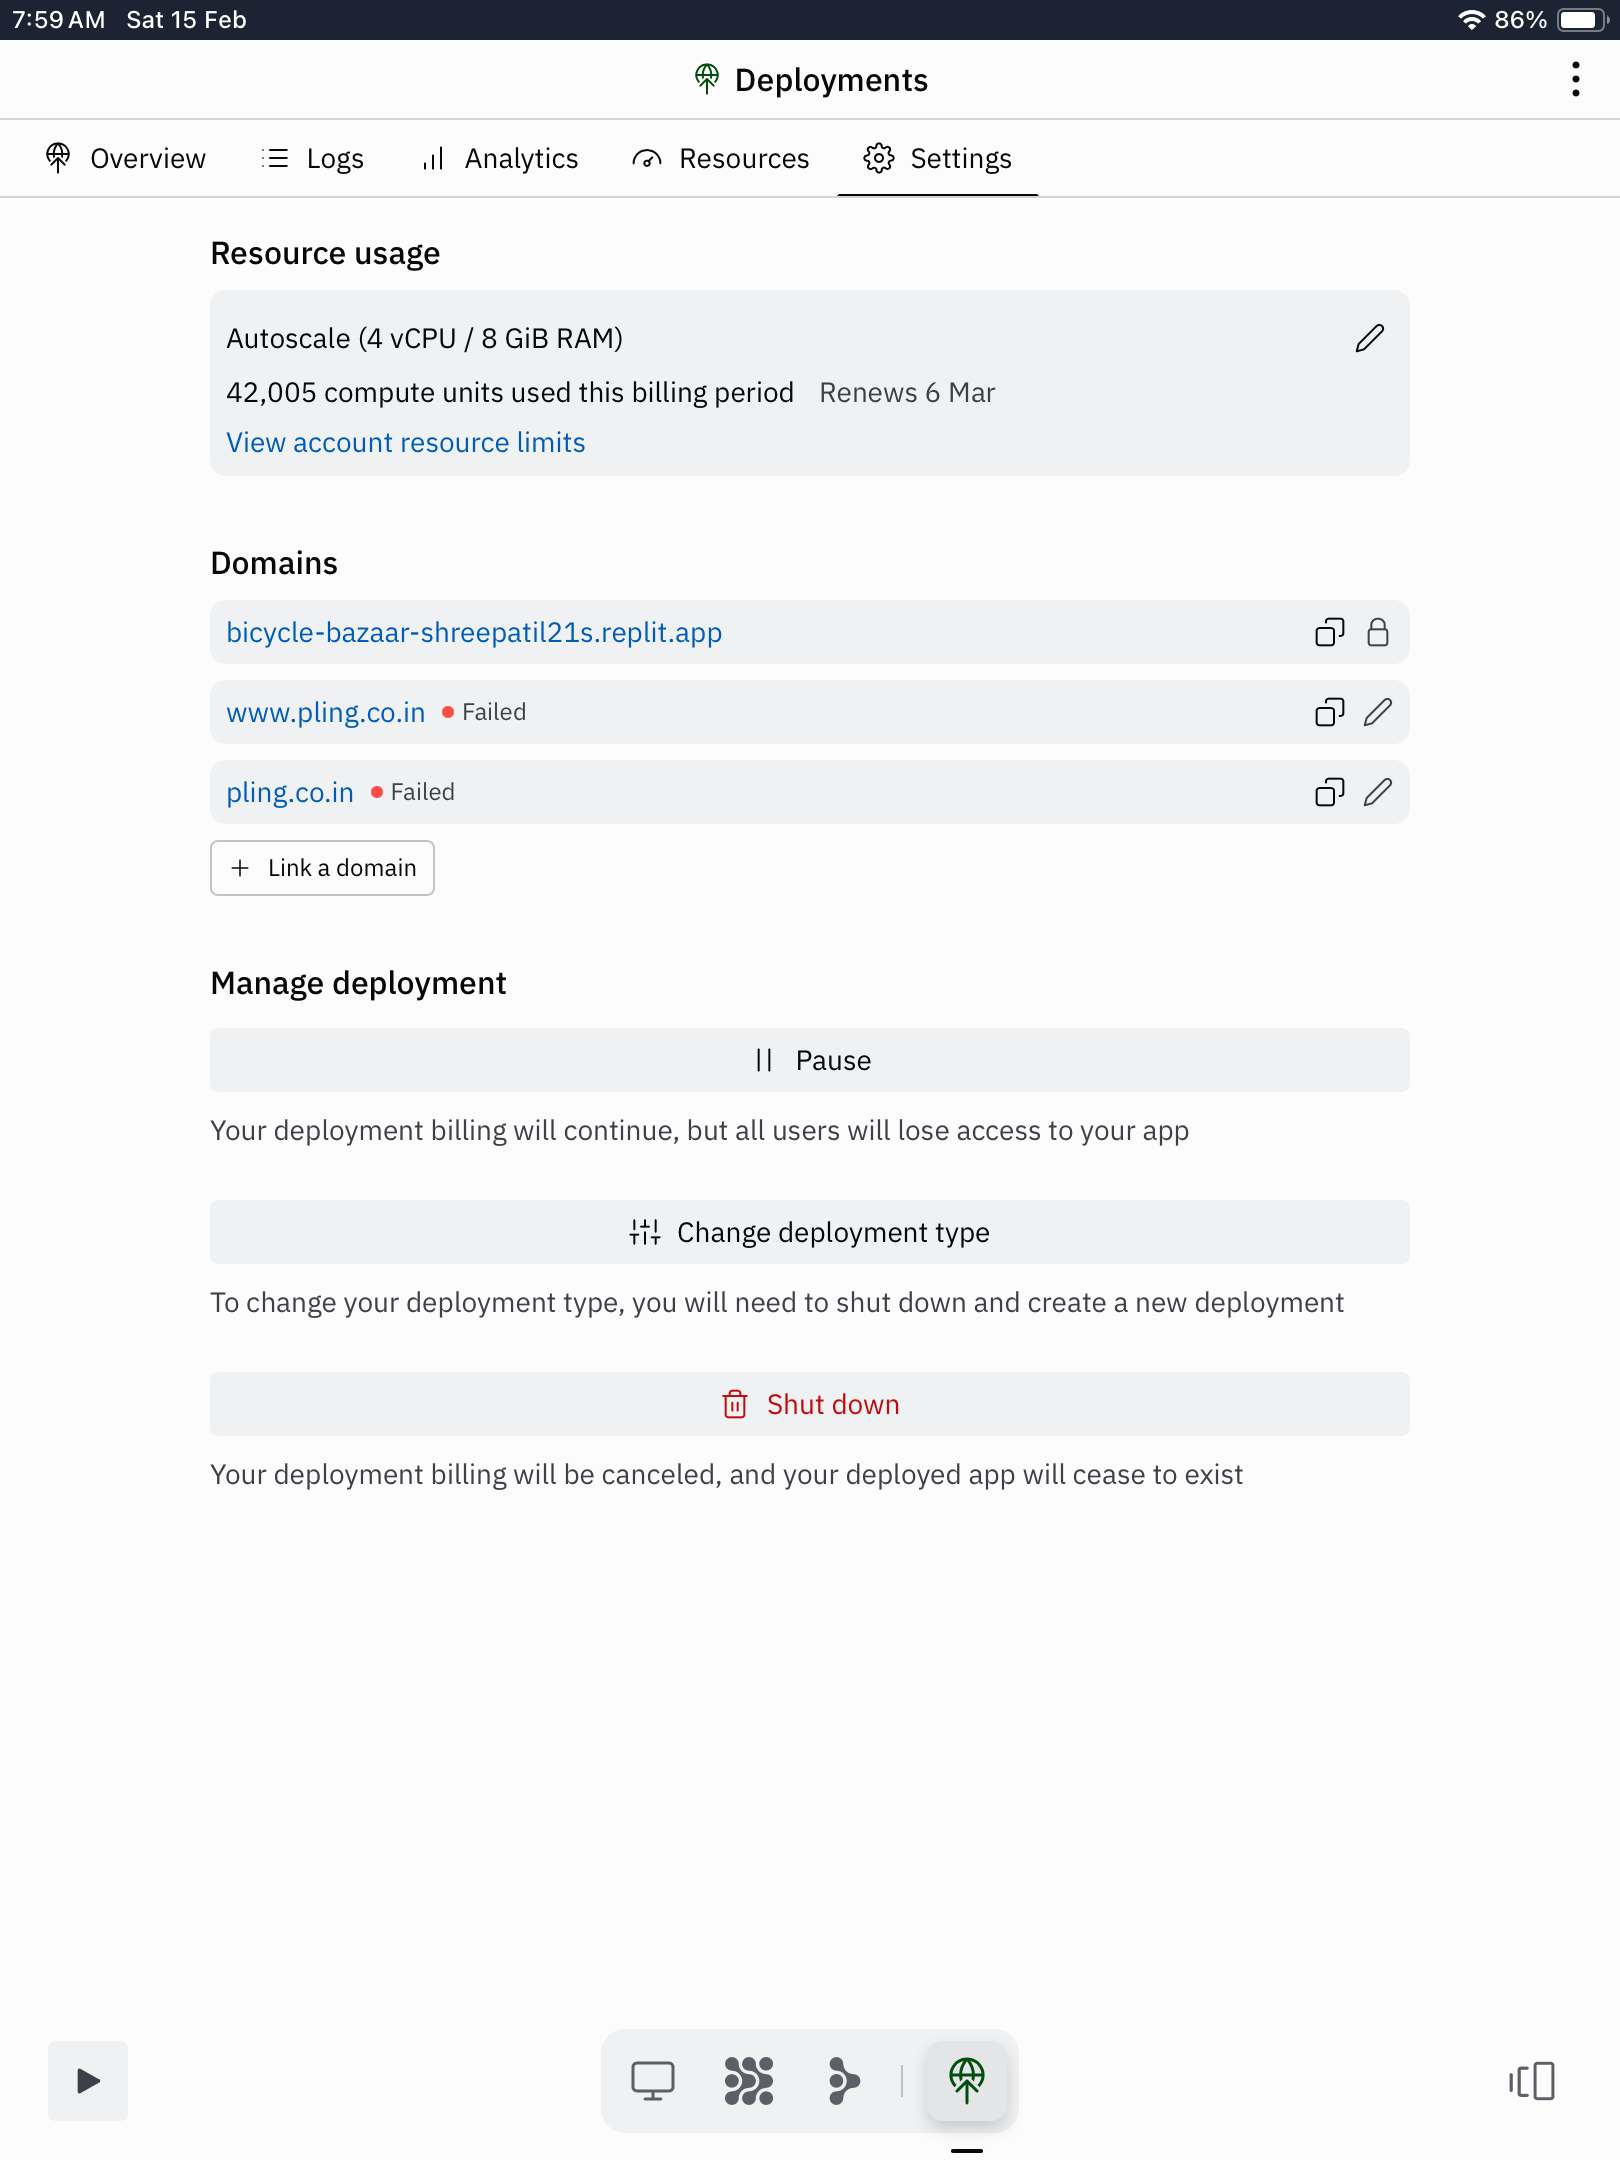 7:59 AM Sat 15 Feb 86%
Deployments
Overview Logs Analytics Resources Settings
Resource usage
Autoscale (4 vCPU / 8 GiB RAM)
42,005 compute units used this billing period Renews 6 Mar
View account resource limits
Domains
bicycle-bazaar-shreepatil21s.replit.app
www.pling.co.in Failed
pling.co.in Failed
Link a domain
Manage deployment
Pause
Your deployment billing will continue, but all users will lose access to your app
Change deployment type
To change your deployment type, you will need to shut down and create a new deployment
Shut down
Your deployment billing will be canceled, and your deployed app will cease to exist